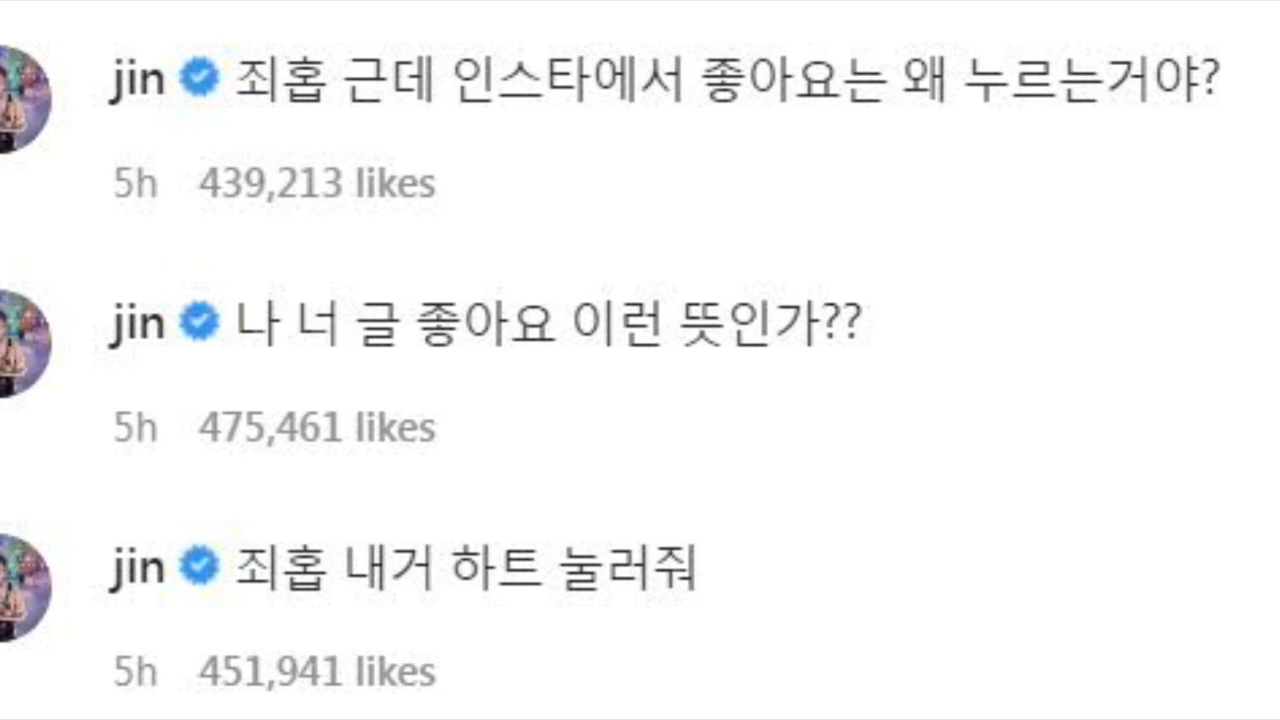 jin 죄홉 근데 인스타에서 좋아요는 왜 누르는거야?
5h 439,213 likes
jin 나 너 글 좋아요 이런 뜻인가??
5h 475,461 likes
jin 죄홉 내거 하트 눌러줘
5h 451,941 likes